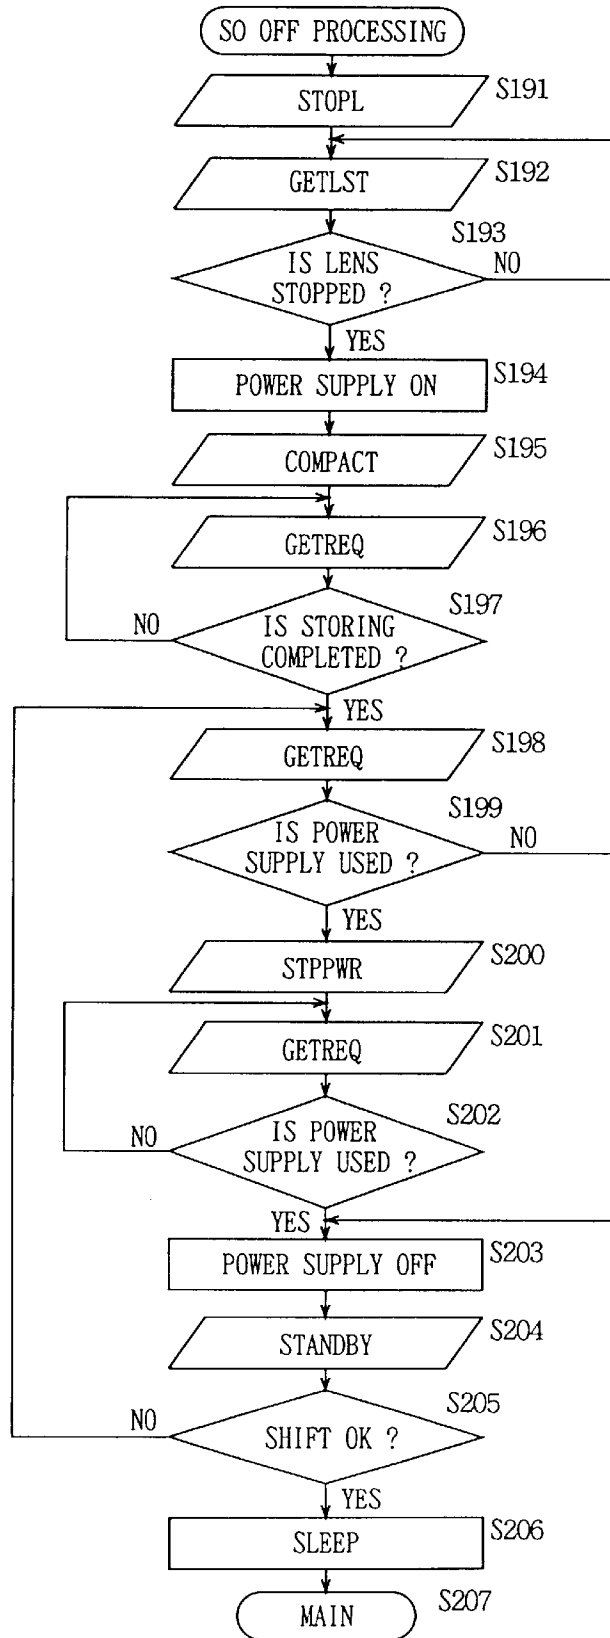 SO OFF PROCESSING
STOPL
S191
GETLST
S192
S193
IS LENS
STOPPED ?
NO
YES
POWER SUPPLY ON
S194
COMPACT
S195
GETREQ
S196
S197
NO
IS STORING
COMPLETED ?
YES
GETREQ
S198
S199
IS POWER
SUPPLY USED ?
NO
YES
STPPWR
S200
GETREQ
S201
S202
NO
IS POWER
SUPPLY USED ?
YES
POWER SUPPLY OFF
S203
STANDBY
S204
S205
NO
SHIFT OK ?
YES
SLEEP
S206
S207
MAIN